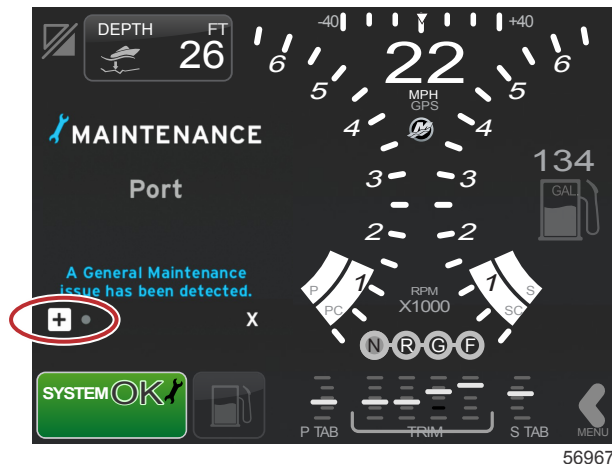 DEPTH FT
26
-40 +40
22
MPH
GPS
6 6
5 5
4 4
3 3
2 2
1 1
MAINTENANCE
Port
A General Maintenance
issue has been detected.
+ X
134
GAL
P S
PC SC
RPM
X1000
N R G F
SYSTEM OK
P TAB TRIM S TAB MENU
56967